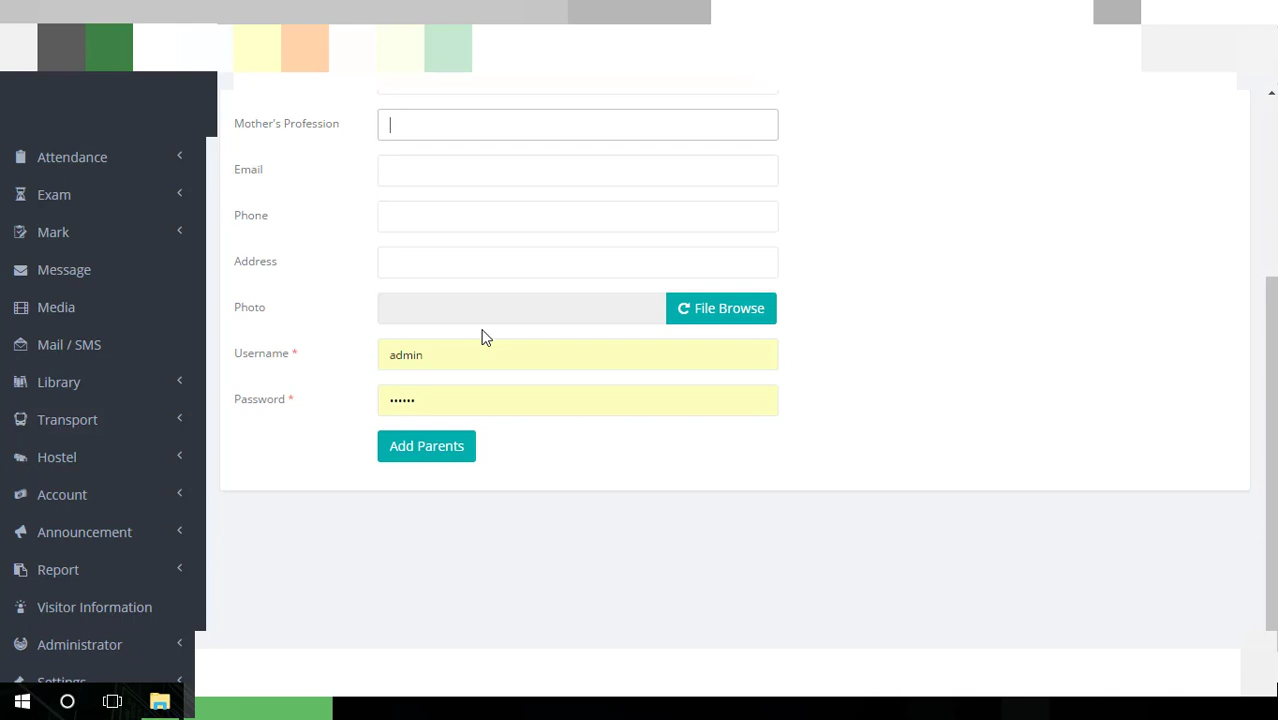 Mother's Profession
Email
Phone
Address
Photo
File Browse
Username *
admin
Password *
••••••
Add Parents
Attendance
Exam
Mark
Message
Media
Mail / SMS
Library
Transport
Hostel
Account
Announcement
Report
Visitor Information
Administrator
Settings